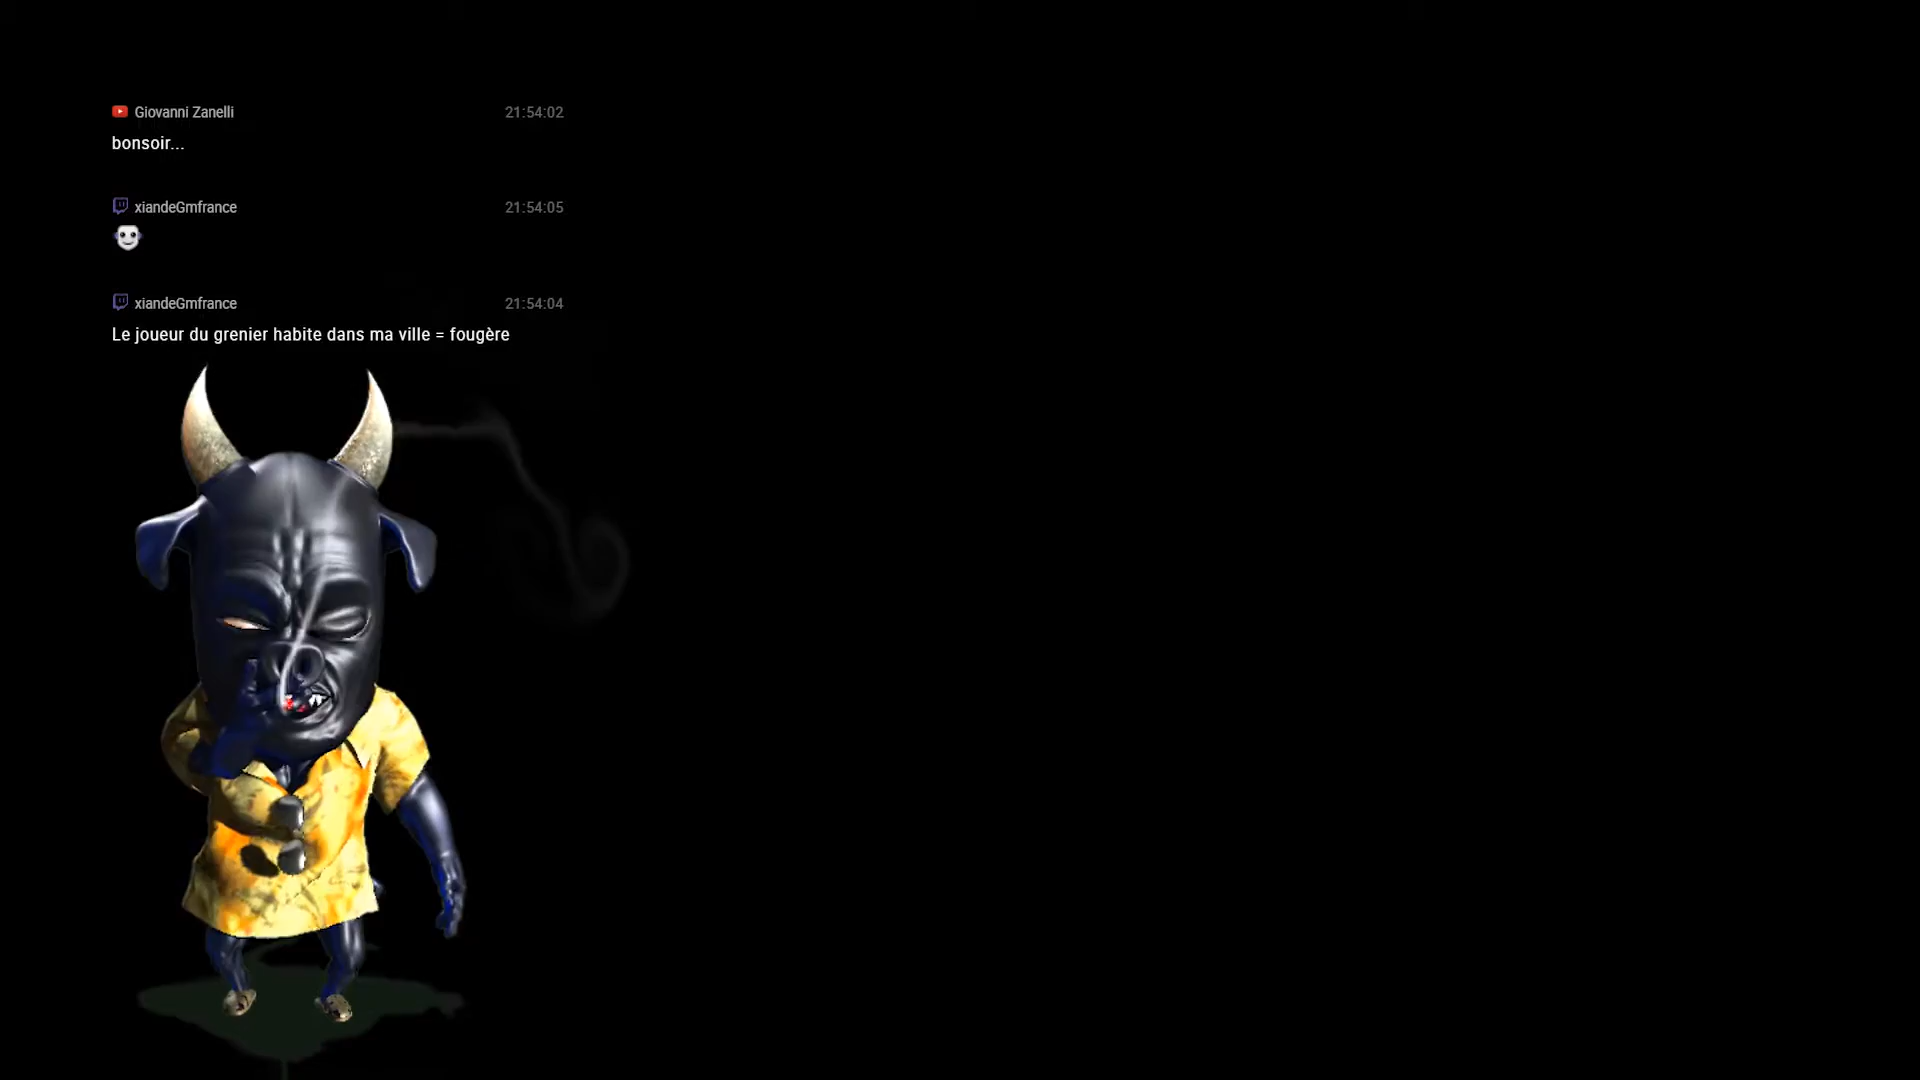 Giovanni Zanelli 21:54:02
bonsoir...
xiandeGmfrance 21:54:05
xiandeGmfrance 21:54:04
Le joueur du grenier habite dans ma ville = fougère